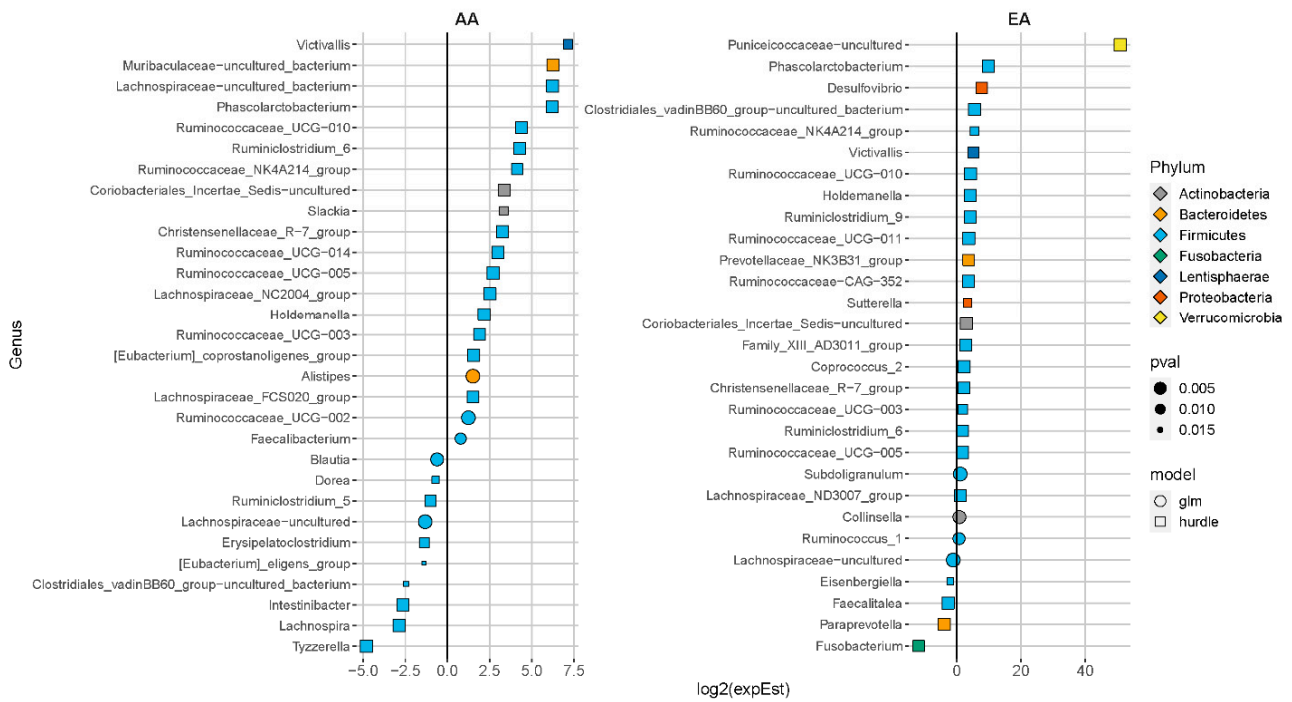 AA
Genus
Victivallis
Muribaculaceae-uncultured_bacterium
Lachnospiraceae-uncultured_bacterium
Phascolarctobacterium
Ruminococcaceae_UCG-010
Ruminiclostridium_6
Ruminococcaceae_NK4A214_group
Coriobacteriales_Incertae_Sedis-uncultured
Slackia
Christensenellaceae_R-7_group
Ruminococcaceae_UCG-014
Ruminococcaceae_UCG-005
Lachnospiraceae_NC2004_group
Holdemanella
Ruminococcaceae_UCG-003
[Eubacterium]_coprostanoligenes_group
Alistipes
Lachnospiraceae_FCS020_group
Ruminococcaceae_UCG-002
Faecalibacterium
Blautia
Dorea
Ruminiclostridium_5
Lachnospiraceae-uncultured
Erysipelatoclostridium
[Eubacterium]_eligens_group
Clostridiales_vadinBB60_group-uncultured_bacterium
Intestinibacter
Lachnospira
Tyzzerella
-5.0 -2.5 0.0 2.5 5.0 7.5
EA
Puniceicoccaceae-uncultured
Phascolarctobacterium
Desulfovibrio
Clostridiales_vadinBB60_group-uncultured_bacterium
Ruminococcaceae_NK4A214_group
Victivallis
Ruminococcaceae_UCG-010
Holdemanella
Ruminiclostridium_9
Ruminococcaceae_UCG-011
Prevotellaceae_NK3B31_group
Ruminococcaceae-CAG-352
Sutterella
Coriobacteriales_Incertae_Sedis-uncultured
Family_XIII_AD3011_group
Coprococcus_2
Christensenellaceae_R-7_group
Ruminococcaceae_UCG-003
Ruminiclostridium_6
Ruminococcaceae_UCG-005
Subdoligranulum
Lachnospiraceae_ND3007_group
Collinsella
Ruminococcus_1
Lachnospiraceae-uncultured
Eisenbergiella
Faecalitalea
Paraprevotella
Fusobacterium
0 20 40
log2(expEst)
Phylum
Actinobacteria
Bacteroidetes
Firmicutes
Fusobacteria
Lentisphaerae
Proteobacteria
Verrucomicrobia
pval
0.005
0.010
0.015
model
glm
hurdle